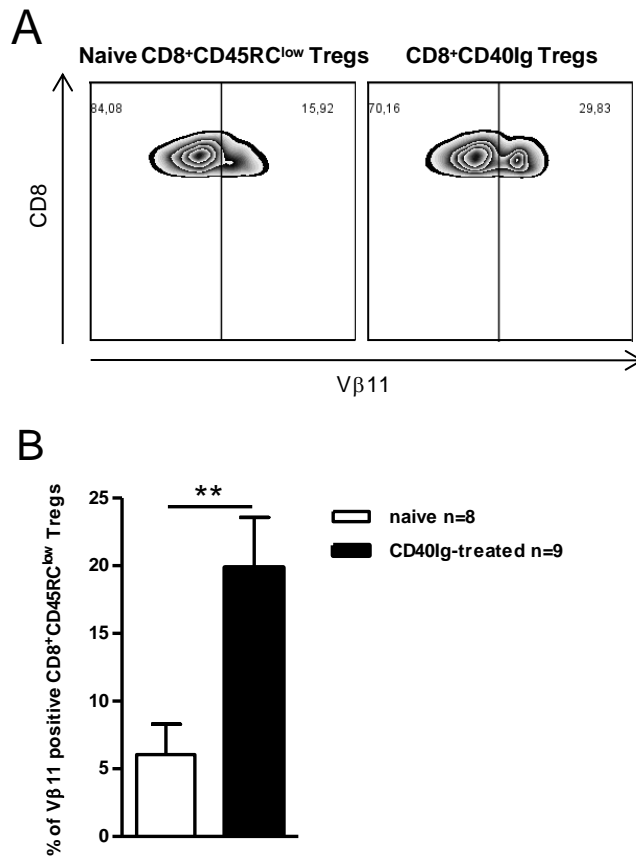 A
Naive CD8⁺CD45RCˡᵒʷ Tregs
CD8⁺CD40Ig Tregs
84,08
15,92
70,16
29,83
CD8
Vβ11
B
% of Vβ11 positive CD8⁺CD45RCˡᵒʷ Tregs
25
20
15
10
5
0
**
naive n=8
CD40Ig-treated n=9